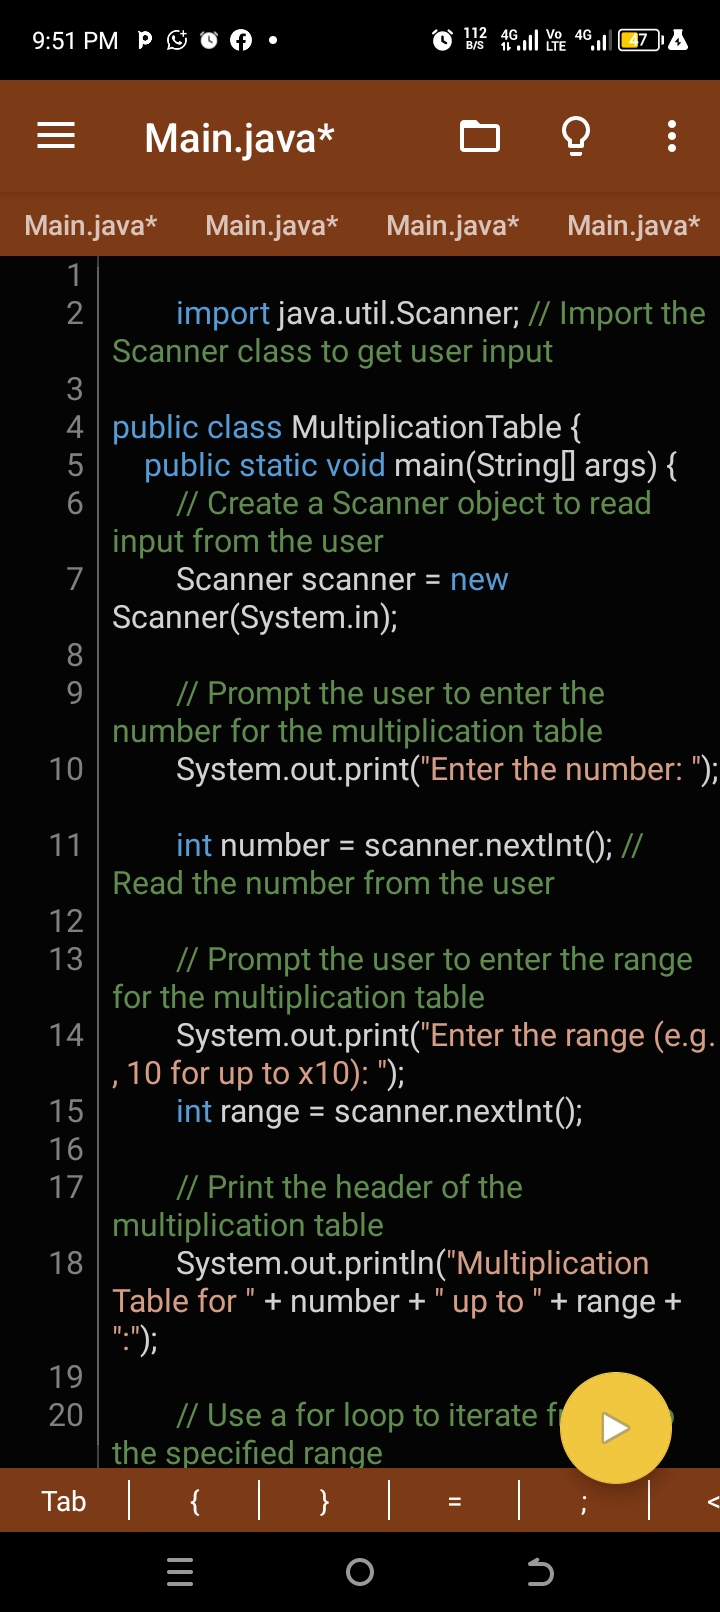 9:51 PM
112 B/S 4G Vo LTE 4G 47
Main.java*
Main.java* Main.java* Main.java* Main.java*
1
2 import java.util.Scanner; // Import the
Scanner class to get user input
3
4 public class MultiplicationTable {
5 public static void main(String[] args) {
6 // Create a Scanner object to read
input from the user
7 Scanner scanner = new
Scanner(System.in);
8
9 // Prompt the user to enter the
number for the multiplication table
10 System.out.print("Enter the number: ");
11 int number = scanner.nextInt(); //
Read the number from the user
12
13 // Prompt the user to enter the range
for the multiplication table
14 System.out.print("Enter the range (e.g.
, 10 for up to x10): ");
15 int range = scanner.nextInt();
16
17 // Print the header of the
multiplication table
18 System.out.println("Multiplication
Table for " + number + " up to " + range +
":");
19
20 // Use a for loop to iterate
the specified range
Tab { } = ; <